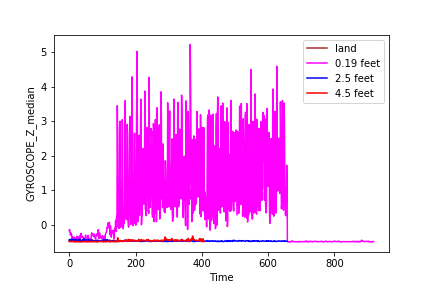 land
0.19 feet
2.5 feet
4.5 feet
5
4
3
2
1
0
GYROSCOPE_Z_median
0 200 400 600 800
Time